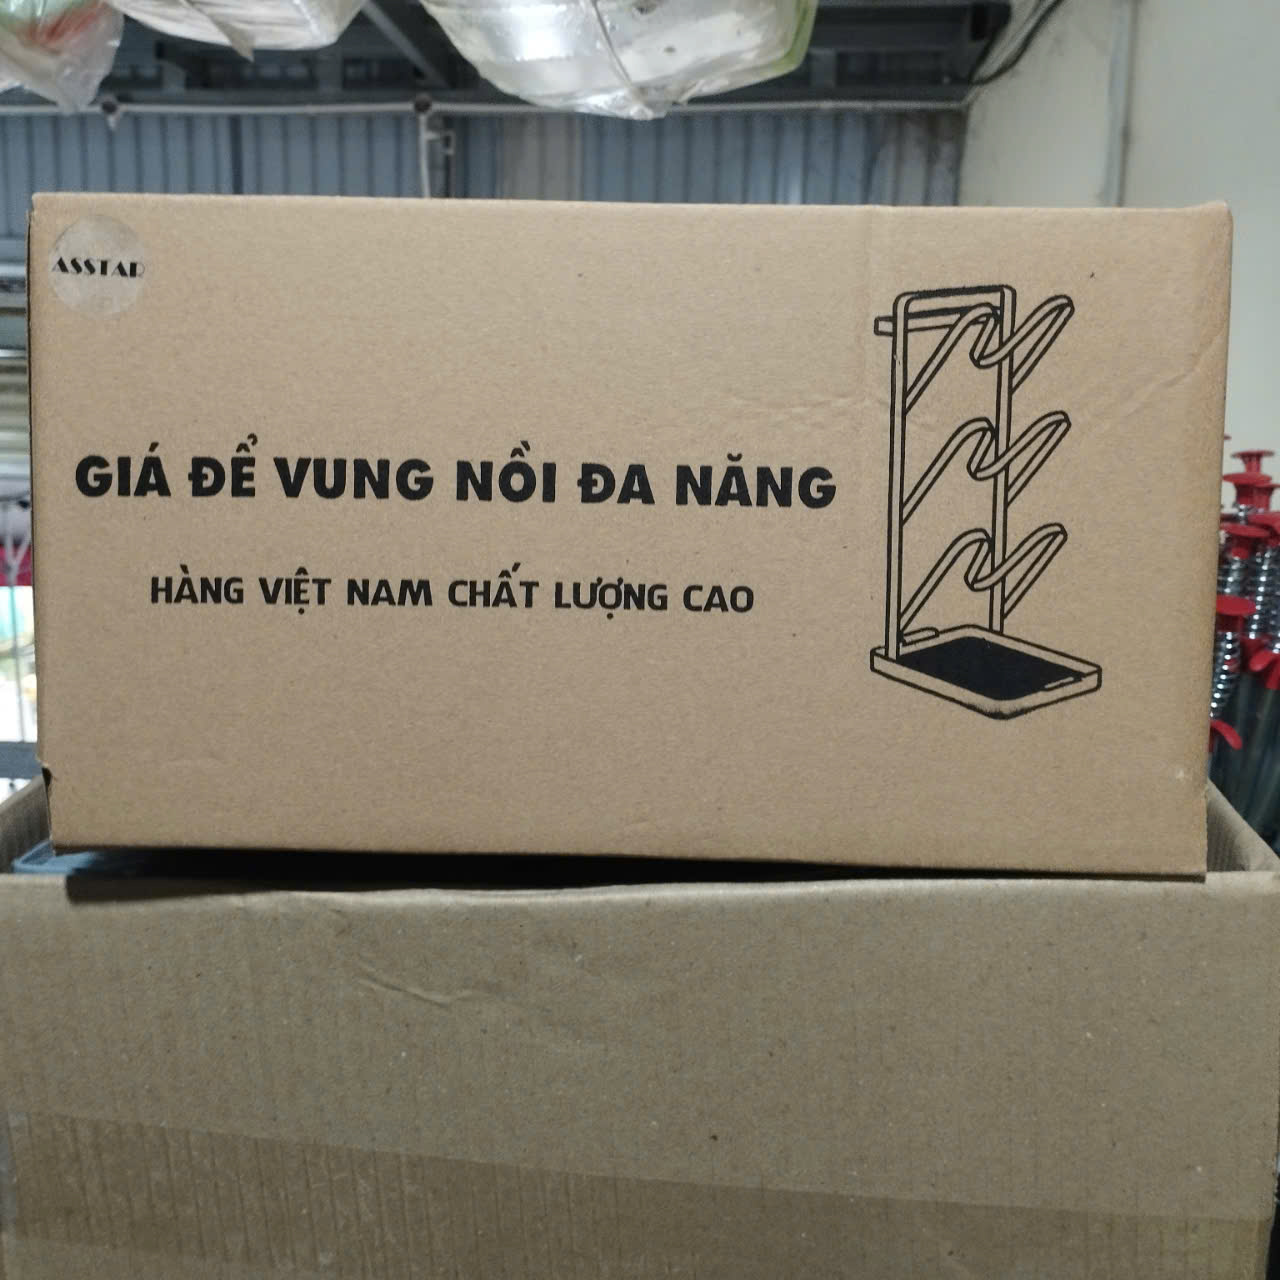 ASSTAR
GIÁ ĐỂ VUNG NỒI ĐA NĂNG
HÀNG VIỆT NAM CHẤT LƯỢNG CAO